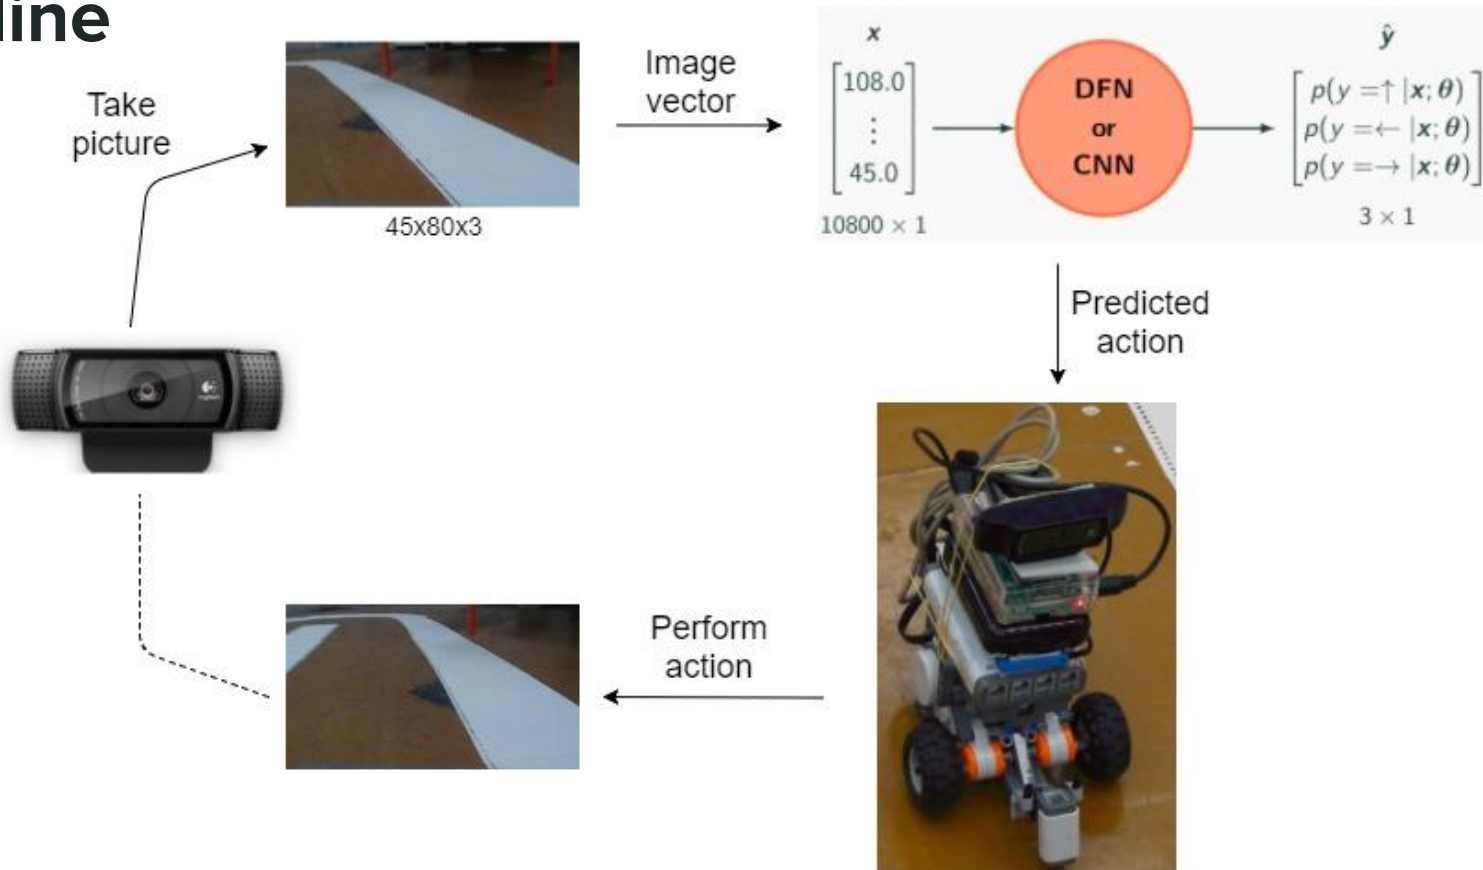 line
Take
picture
45x80x3
Image
vector
x
108.0
⋮
45.0
10800 × 1
DFN
or
CNN
ŷ
p(y =↑ |x; θ)
p(y =← |x; θ)
p(y =→ |x; θ)
3 × 1
Predicted
action
Perform
action